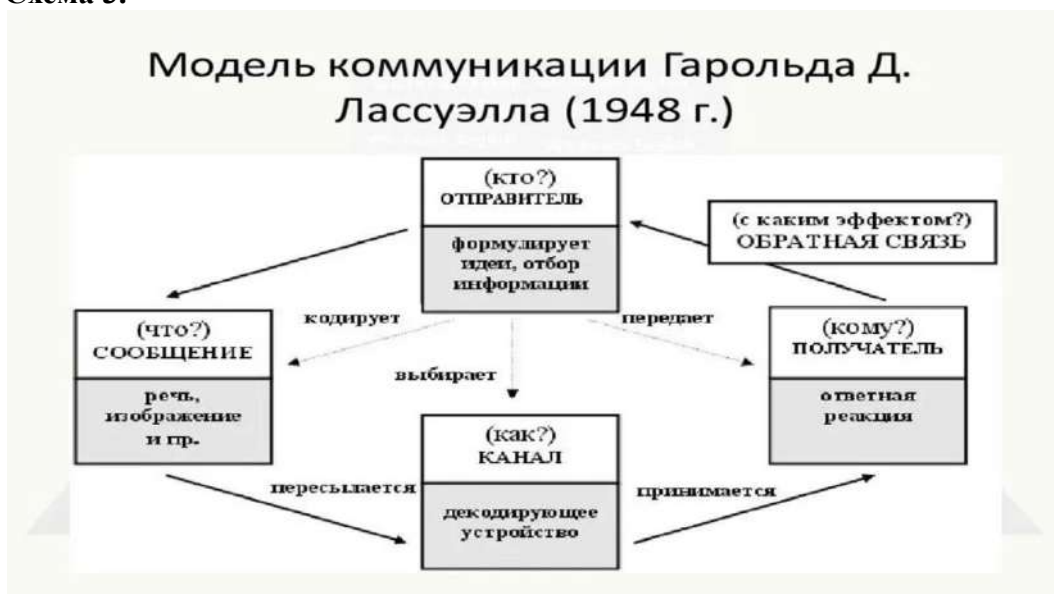 Модель коммуникации Гарольда Д.
Лассуэлла (1948 г.)
(кто?)
ОТПРАВИТЕЛЬ
формулирует
идеи, отбор
информации
(с каким эффектом?)
ОБРАТНАЯ СВЯЗЬ
кодирует
передает
выбирает
(что?)
СООБЩЕНИЕ
речь,
изображение
и пр.
(кому?)
ПОЛУЧАТЕЛЬ
ответная
реакция
(как?)
КАНАЛ
декодирующее
устройство
пересылается
принимается